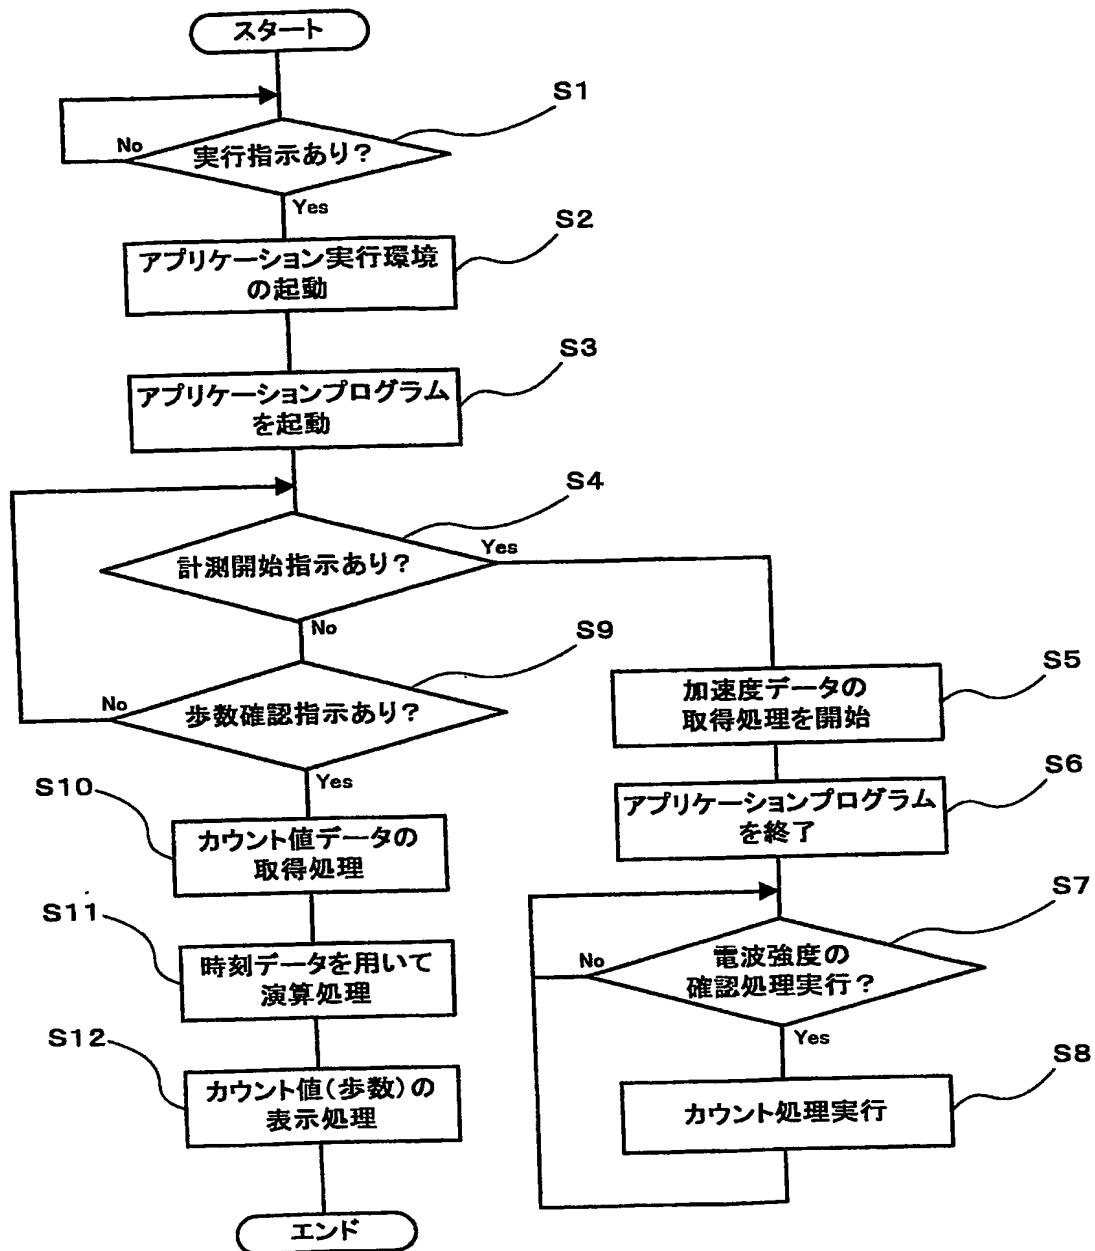 スタート
S1
No
実行指示あり?
Yes
S2
アプリケーション実行環境
の起動
S3
アプリケーションプログラム
を起動
S4
計測開始指示あり?
Yes
No
S9
No
歩数確認指示あり?
Yes
S5
加速度データの
取得処理を開始
S6
アプリケーションプログラム
を終了
S7
No
電波強度の
確認処理実行?
Yes
S8
カウント処理実行
S10
カウント値データの
取得処理
S11
時刻データを用いて
演算処理
S12
カウント値(歩数)の
表示処理
エンド